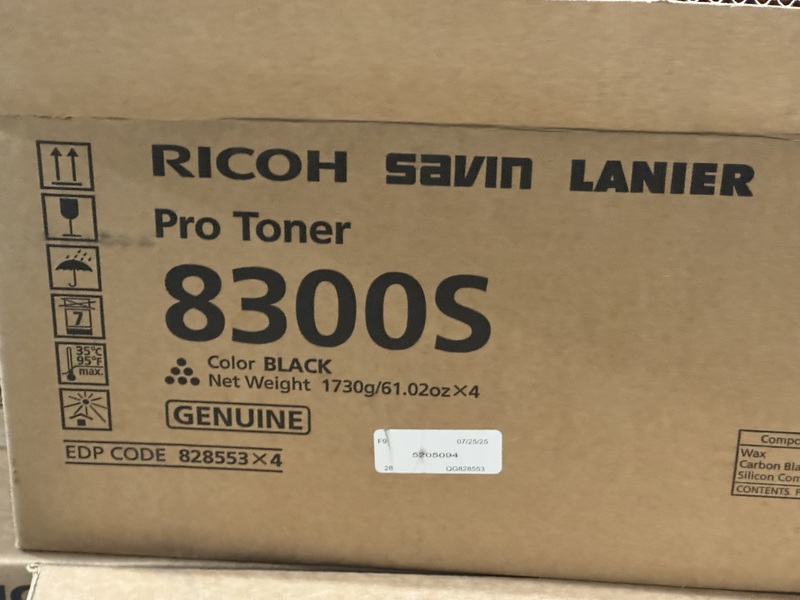 RICOH savin LANIER
Pro Toner
8300S
Color BLACK
Net Weight 1730g/61.02oz×4
GENUINE
EDP CODE 828553×4
7
35°C
95°F
max.
F9 07/25/25
5205094
28 QG828553
Compo
Wax
Carbon Bla
Silicon Com
CONTENTS